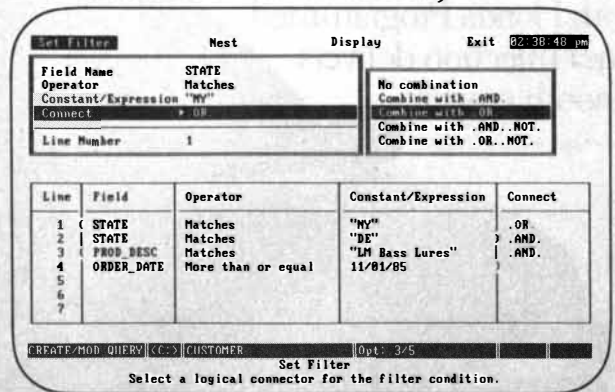 Set Filter Nest Display Exit 02:38:48 pm
Field Name STATE
Operator Matches
Constant/Expression "NY"
Connect ▶ .OR.
Line Number 1
No combination
Combine with .AND.
Combine with .OR.
Combine with .AND..NOT.
Combine with .OR..NOT.
Line Field Operator Constant/Expression Connect
1 ( STATE Matches "NY" .OR.
2 | STATE Matches "DE" ) .AND.
3 ( PROD_DESC Matches "LM Bass Lures" | .AND.
4 ORDER_DATE More than or equal 11/01/85 )
5
6
7
CREATE/MOD QUERY <C:> CUSTOMER Opt: 3/5
Set Filter
Select a logical connector for the filter condition.